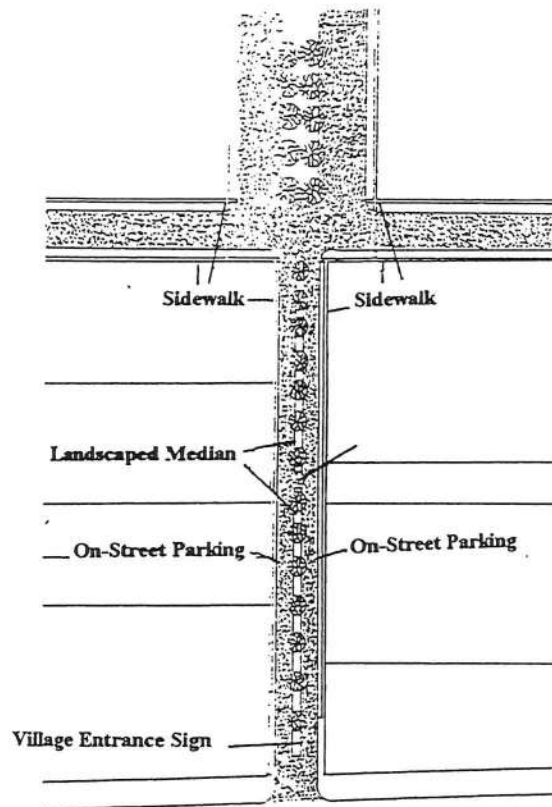 Sidewalk
Sidewalk
Landscaped Median
On-Street Parking
On-Street Parking
Village Entrance Sign